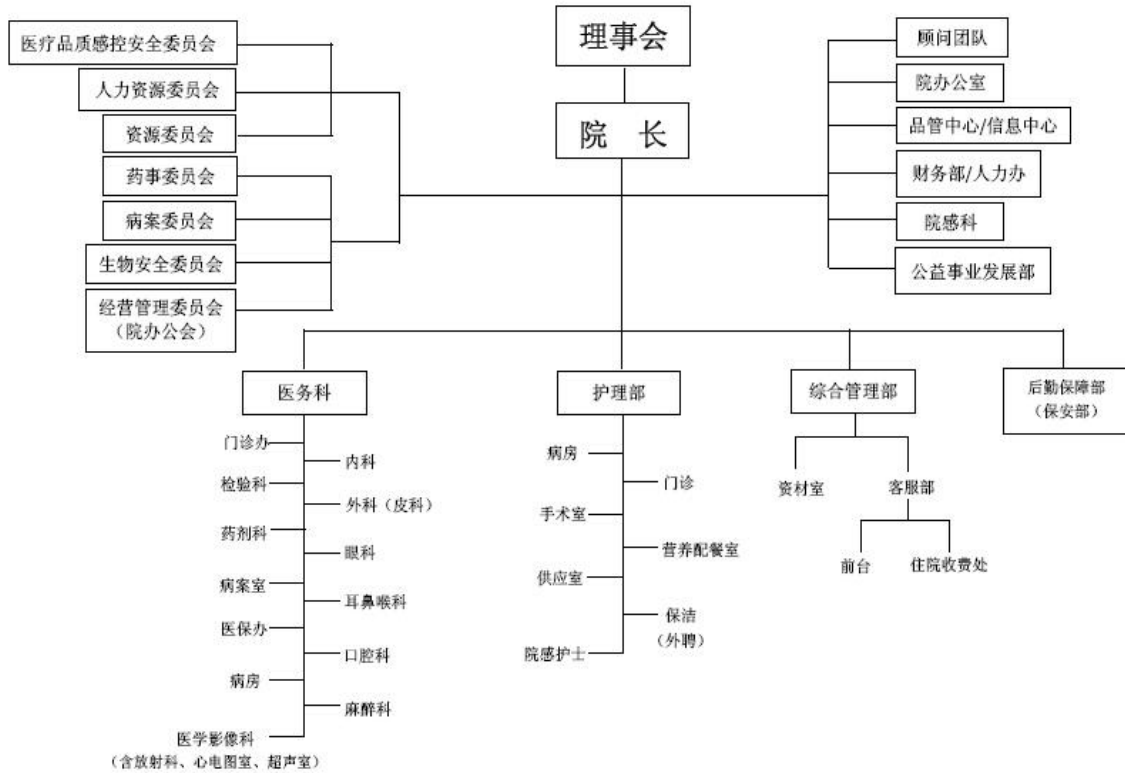 理事会
院 长
医疗品质感控安全委员会
人力资源委员会
资源委员会
药事委员会
病案委员会
生物安全委员会
经营管理委员会
（院办公会）
顾问团队
院办公室
品管中心/信息中心
财务部/人力办
院感科
公益事业发展部
医务科
门诊办
内科
检验科
外科（皮科）
药剂科
眼科
病案室
耳鼻喉科
医保办
口腔科
病房
麻醉科
医学影像科
（含放射科、心电图室、超声室）
护理部
病房
门诊
手术室
营养配餐室
供应室
保洁
（外聘）
院感护士
综合管理部
资材室
客服部
前台
住院收费处
后勤保障部
（保安部）